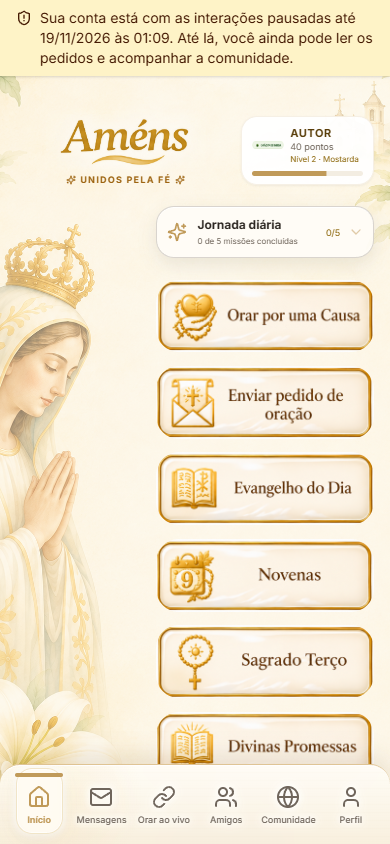 Sua conta está com as interações pausadas até
19/11/2026 às 01:09. Até lá, você ainda pode ler os
pedidos e acompanhar a comunidade.
Améns
UNIDOS PELA FÉ
AUTOR
40 pontos
Nível 2 · Mostarda
Jornada diária
0 de 5 missões concluídas
0/5
Orar por uma Causa
Enviar pedido de
oração
Evangelho do Dia
9
Novenas
Sagrado Terço
Divinas Promessas
Início
Mensagens
Orar ao vivo
Amigos
Comunidade
Perfil